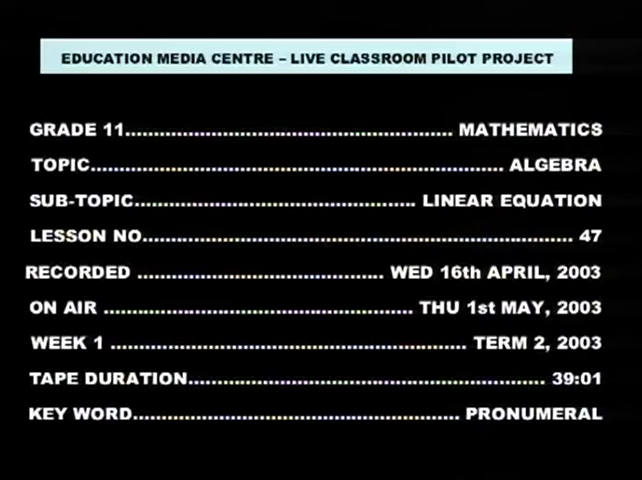 EDUCATION MEDIA CENTRE – LIVE CLASSROOM PILOT PROJECT
GRADE 11............................................................ MATHEMATICS
TOPIC............................................................ ALGEBRA
SUB-TOPIC............................................................ LINEAR EQUATION
LESSON NO............................................................ 47
RECORDED ............................................................ WED 16th APRIL, 2003
ON AIR ............................................................ THU 1st MAY, 2003
WEEK 1 ............................................................ TERM 2, 2003
TAPE DURATION............................................................ 39:01
KEY WORD............................................................ PRONUMERAL